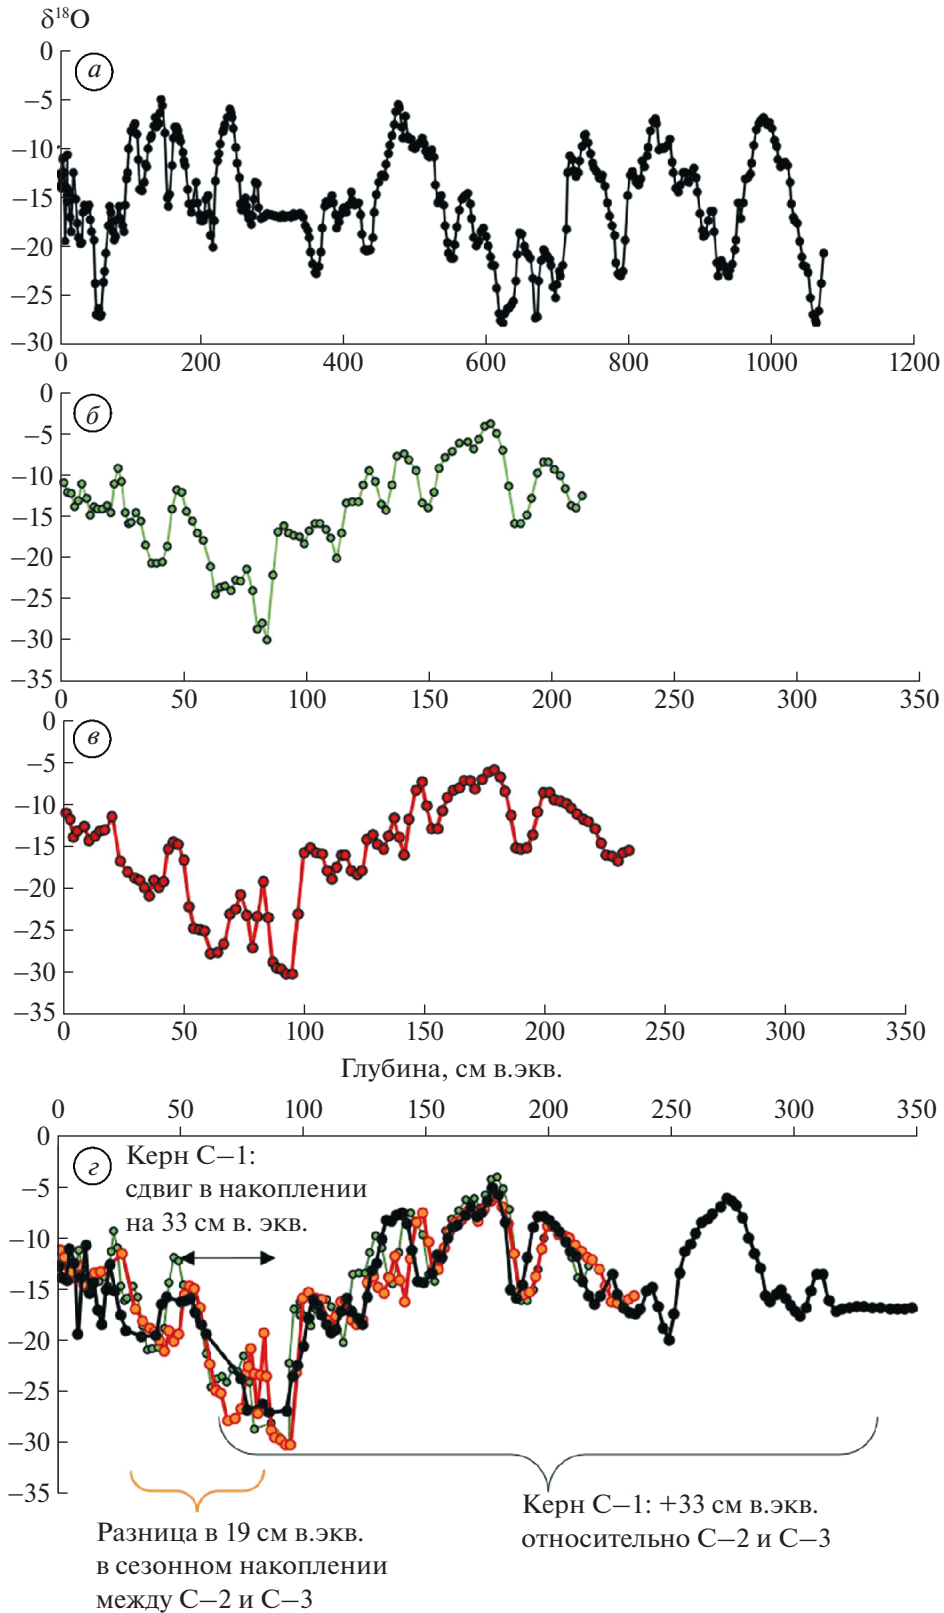 δ¹⁸O
0
а
−5
−10
−15
−20
−25
−30
0 200 400 600 800 1000 1200
0
б
−5
−10
−15
−20
−25
−30
−35
0 50 100 150 200 250 300 350
0
в
−5
−10
−15
−20
−25
−30
−35
0 50 100 150 200 250 300 350
Глубина, см в.экв.
0 50 100 150 200 250 300 350
0
г
Керн С−1:
сдвиг в накоплении
на 33 см в. экв.
−5
−10
−15
−20
−25
−30
−35
Разница в 19 см в.экв.
в сезонном накоплении
между С−2 и С−3
Керн С−1: +33 см в.экв.
относительно С−2 и С−3